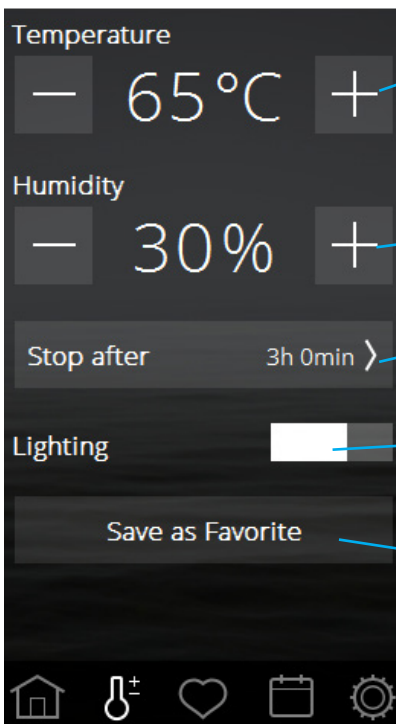 Temperature
65°C
Humidity
30%
Stop after 3h 0min
Lighting
Save as Favorite